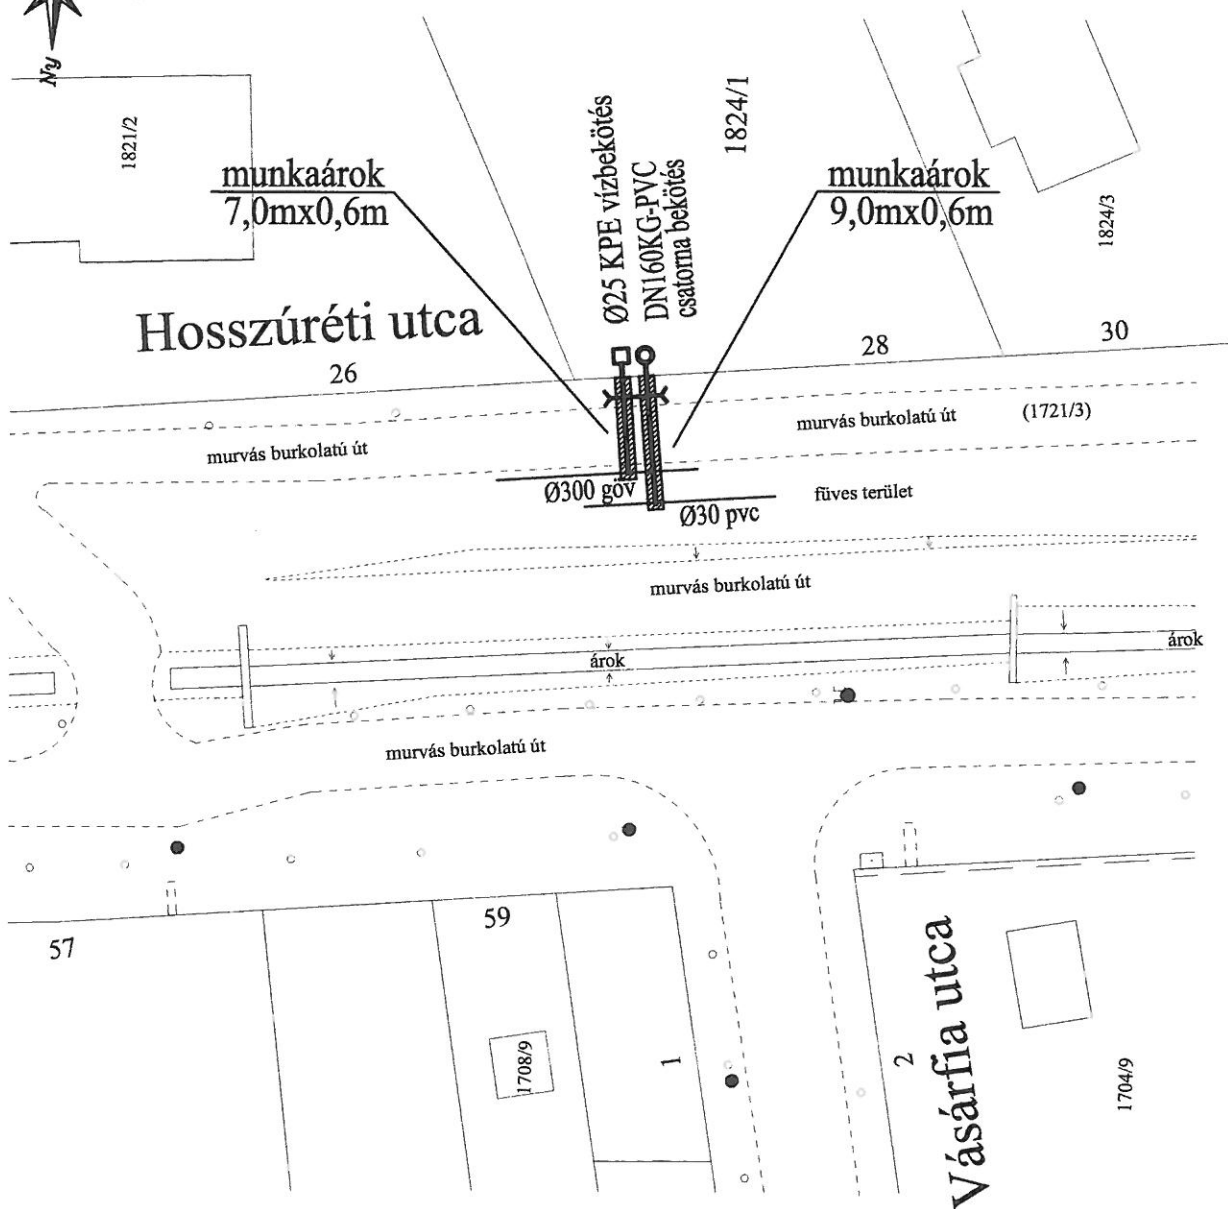 Ny
1821/2
munkaárok
7,0mx0,6m
Ø25 KPE vízbekötés
DN160KG-PVC
csatorna bekötés
1824/1
munkaárok
9,0mx0,6m
1824/3
Hosszúréti utca
26
28
30
murvás burkolatú út
murvás burkolatú út
(1721/3)
Ø300 göv
Ø30 pvc
füves terület
murvás burkolatú út
árok
árok
murvás burkolatú út
57
59
1708/9
1
2
Vásárfia utca
1704/9